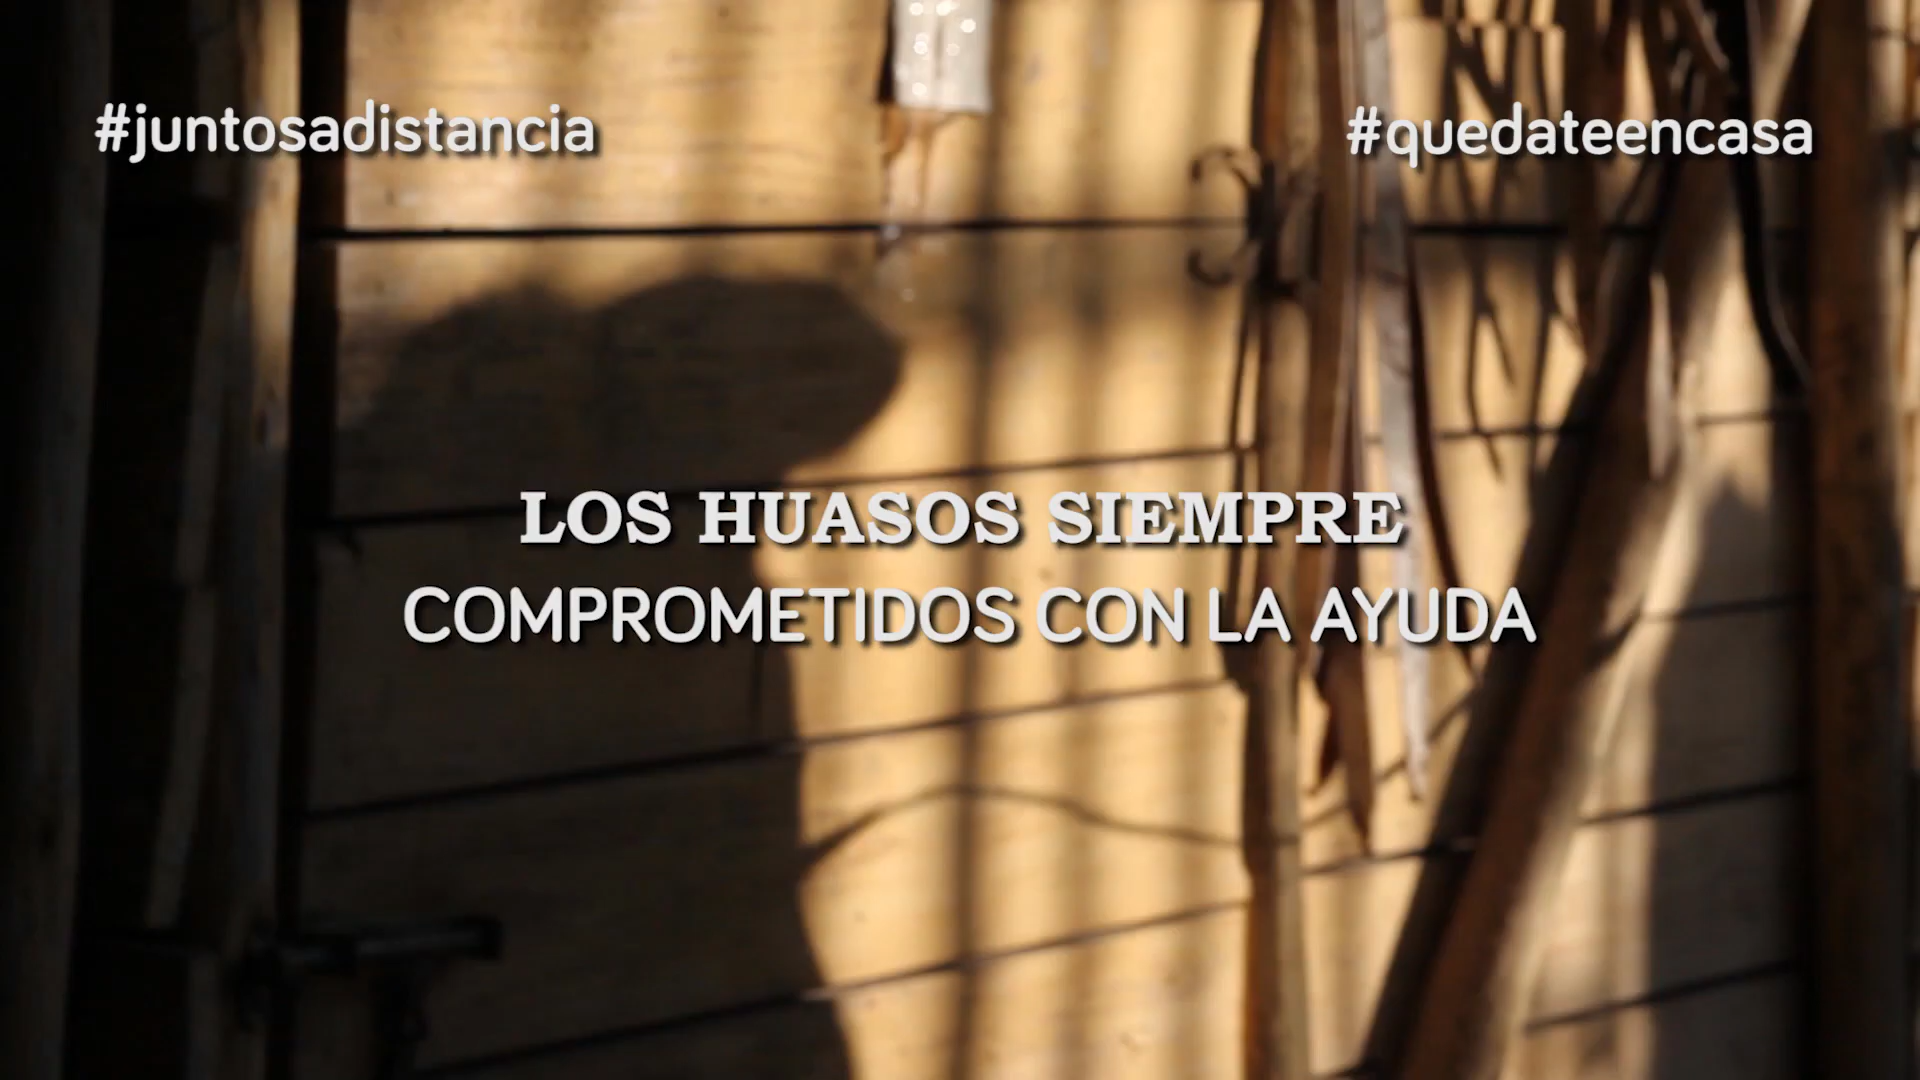 #juntosadistancia
#quedateencasa
LOS HUASOS SIEMPRE
COMPROMETIDOS CON LA AYUDA